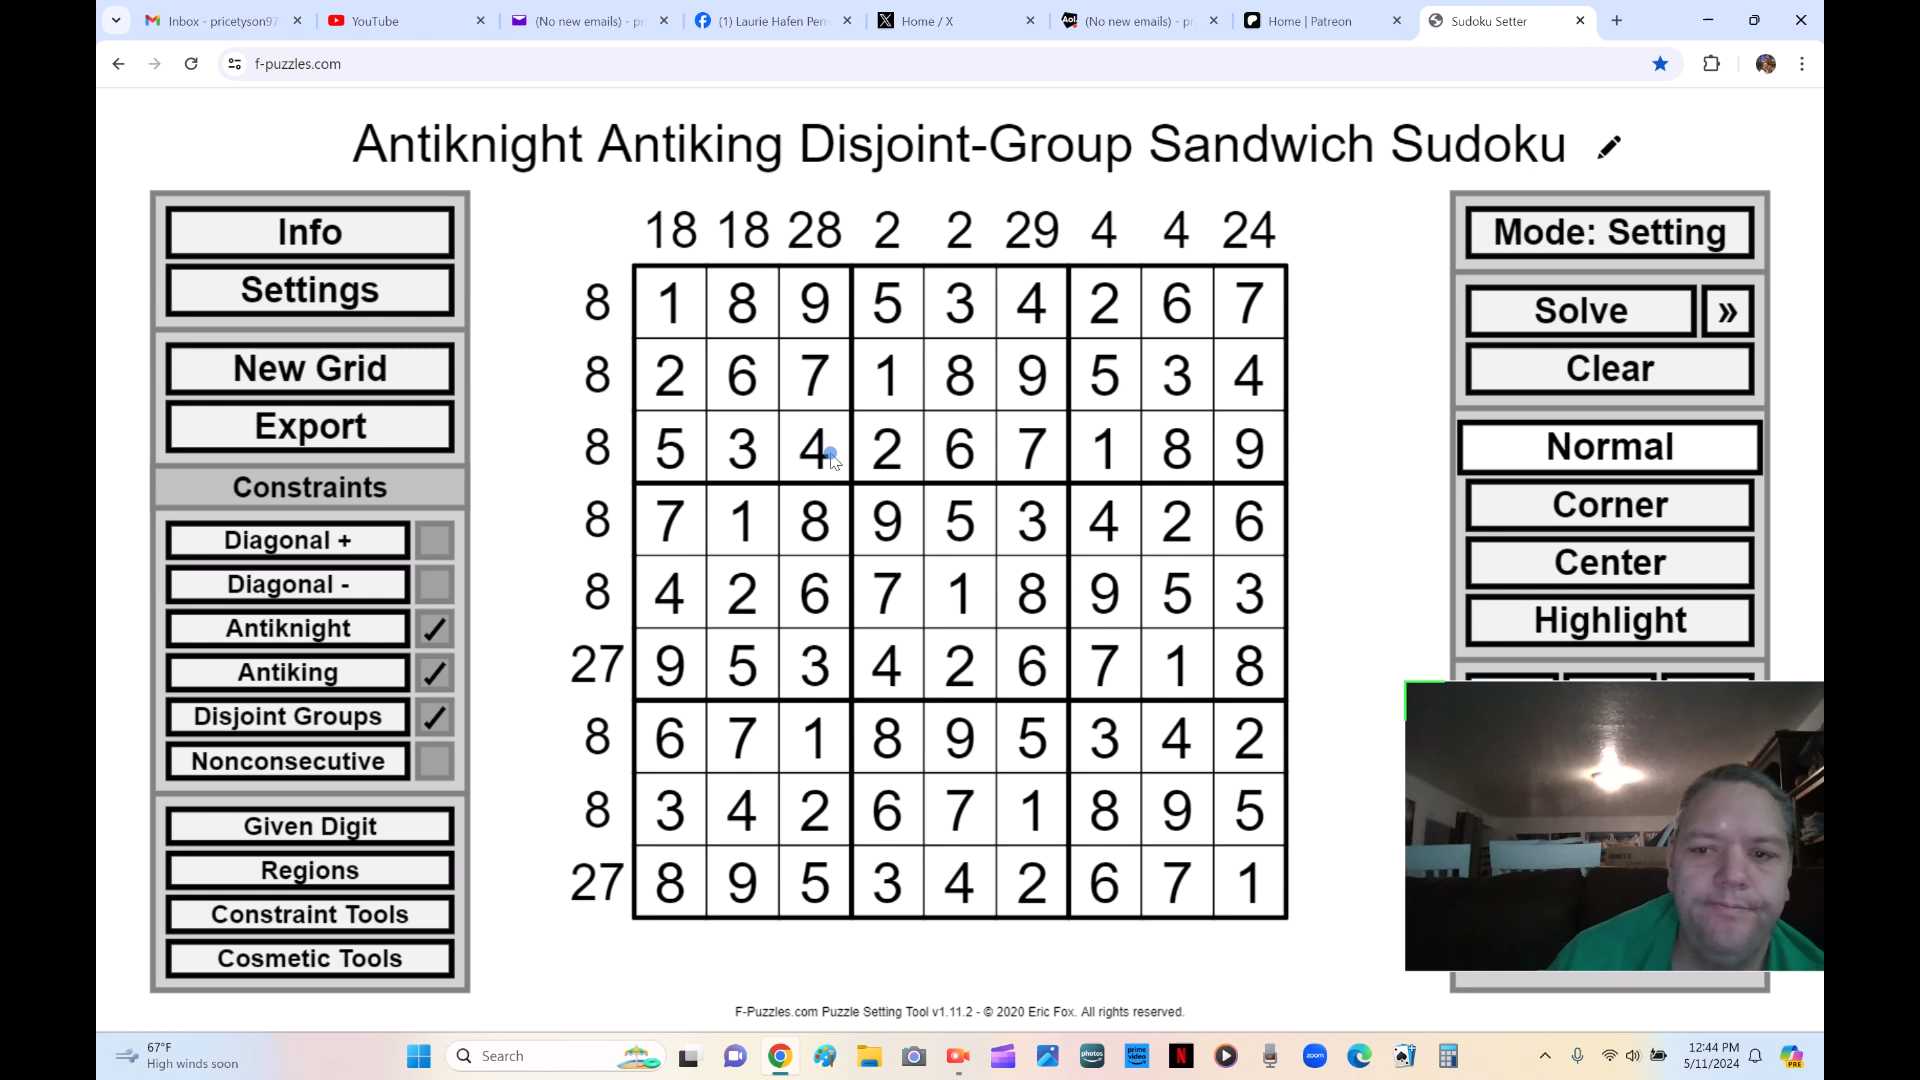 Inbox - pricetyson97
YouTube
(No new emails) - pri
(1) Laurie Hafen Perr
Home / X
Aol.
(No new emails) - pri
Home | Patreon
Sudoku Setter
f-puzzles.com
Antiknight Antiking Disjoint-Group Sandwich Sudoku
Info
Settings
New Grid
Export
Constraints
Diagonal +
Diagonal -
Antiknight
Antiking
Disjoint Groups
Nonconsecutive
Given Digit
Regions
Constraint Tools
Cosmetic Tools
18 18 28 2 2 29 4 4 24
8 1 8 9 5 3 4 2 6 7
8 2 6 7 1 8 9 5 3 4
8 5 3 4 2 6 7 1 8 9
8 7 1 8 9 5 3 4 2 6
8 4 2 6 7 1 8 9 5 3
27 9 5 3 4 2 6 7 1 8
8 6 7 1 8 9 5 3 4 2
8 3 4 2 6 7 1 8 9 5
27 8 9 5 3 4 2 6 7 1
Mode: Setting
Solve »
Clear
Normal
Corner
Center
Highlight
F-Puzzles.com Puzzle Setting Tool v1.11.2 - © 2020 Eric Fox. All rights reserved.
67°F
High winds soon
Search
photos
prime video
N
zoom
PRE
12:44 PM
5/11/2024